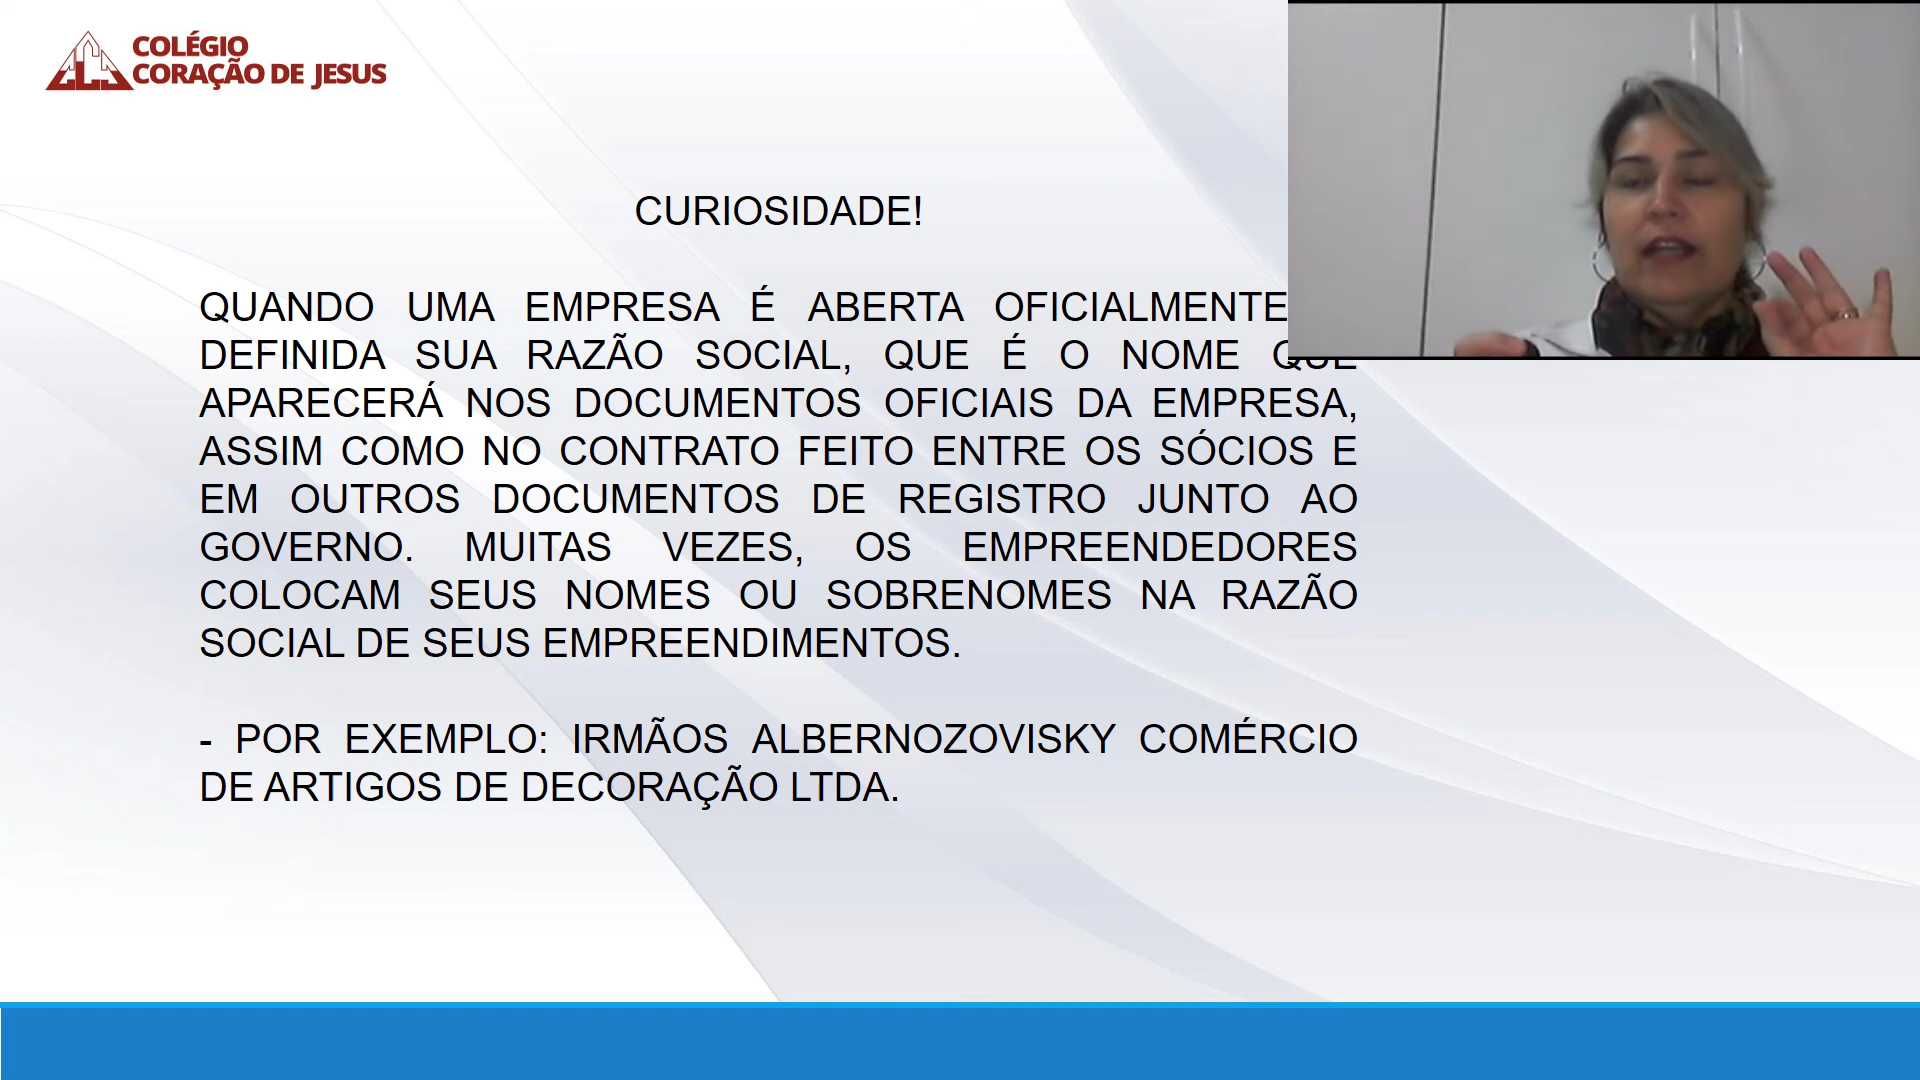 COLÉGIO
CORAÇÃO DE JESUS
CURIOSIDADE!
QUANDO UMA EMPRESA É ABERTA OFICIALMENTE
DEFINIDA SUA RAZÃO SOCIAL, QUE É O NOME QUE
APARECERÁ NOS DOCUMENTOS OFICIAIS DA EMPRESA,
ASSIM COMO NO CONTRATO FEITO ENTRE OS SÓCIOS E
EM OUTROS DOCUMENTOS DE REGISTRO JUNTO AO
GOVERNO. MUITAS VEZES, OS EMPREENDEDORES
COLOCAM SEUS NOMES OU SOBRENOMES NA RAZÃO
SOCIAL DE SEUS EMPREENDIMENTOS.
- POR EXEMPLO: IRMÃOS ALBERNOZOVISKY COMÉRCIO
DE ARTIGOS DE DECORAÇÃO LTDA.